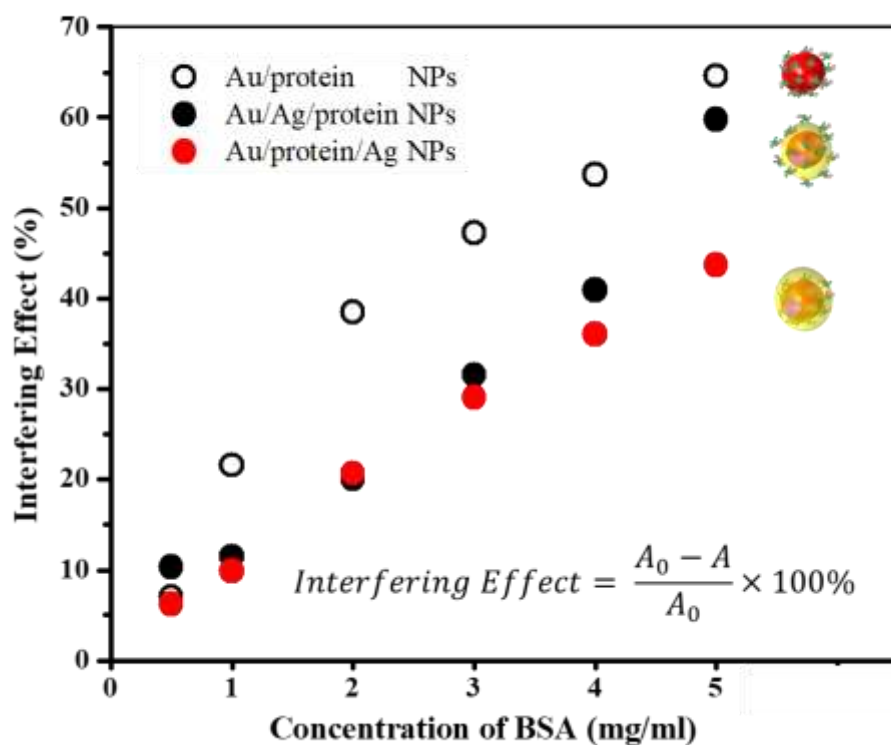 70
60
50
40
30
20
10
0
Interfering Effect (%)
Au/protein NPs
Au/Ag/protein NPs
Au/protein/Ag NPs
𝐼𝑛𝑡𝑒𝑟𝑓𝑒𝑟𝑖𝑛𝑔 𝐸𝑓𝑓𝑒𝑐𝑡 = (A₀ − A) / A₀ × 100%
0 1 2 3 4 5
Concentration of BSA (mg/ml)